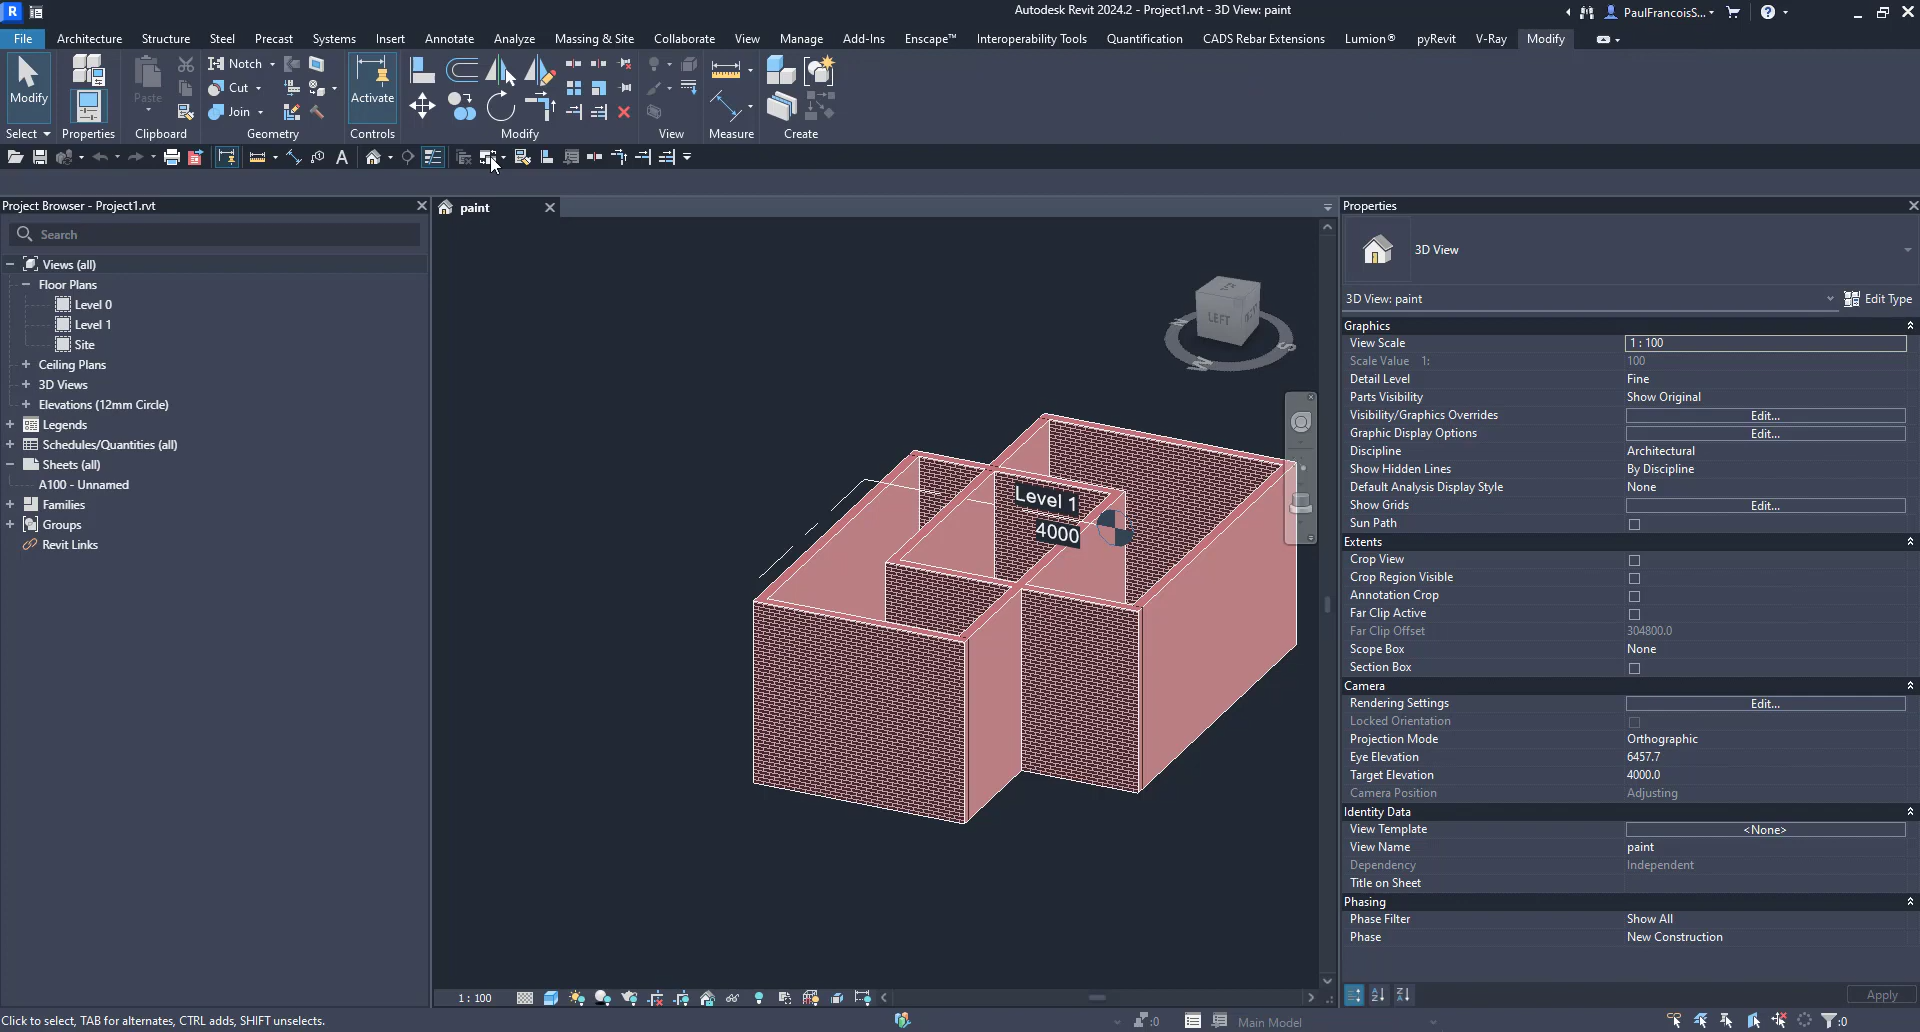 Autodesk Revit 2024.2 - Project1.rvt - 3D View: paint
PaulFrancoisS...
File Architecture Structure Steel Precast Systems Insert Annotate Analyze Massing & Site Collaborate View Manage Add-Ins Enscape™ Interoperability Tools Quantification CADS Rebar Extensions Lumion® pyRevit V-Ray Modify
Modify
Paste
Notch
Cut
Join
Activate
Select Properties Clipboard Geometry Controls Modify View Measure Create
Project Browser - Project1.rvt
Search
Views (all)
Floor Plans
Level 0
Level 1
Site
Ceiling Plans
3D Views
Elevations (12mm Circle)
Legends
Schedules/Quantities (all)
Sheets (all)
A100 - Unnamed
Families
Groups
Revit Links
paint
LEFT
Level 1
4000
Properties
3D View
3D View: paint
Edit Type
Graphics
View Scale 1 : 100
Scale Value 1: 100
Detail Level Fine
Parts Visibility Show Original
Visibility/Graphics Overrides Edit...
Graphic Display Options Edit...
Discipline Architectural
Show Hidden Lines By Discipline
Default Analysis Display Style None
Show Grids Edit...
Sun Path
Extents
Crop View
Crop Region Visible
Annotation Crop
Far Clip Active
Far Clip Offset 304800.0
Scope Box None
Section Box
Camera
Rendering Settings Edit...
Locked Orientation
Projection Mode Orthographic
Eye Elevation 6457.7
Target Elevation 4000.0
Camera Position Adjusting
Identity Data
View Template <None>
View Name paint
Dependency Independent
Title on Sheet
Phasing
Phase Filter Show All
Phase New Construction
Apply
1 : 100
Click to select, TAB for alternates, CTRL adds, SHIFT unselects.
:0
Main Model
:0